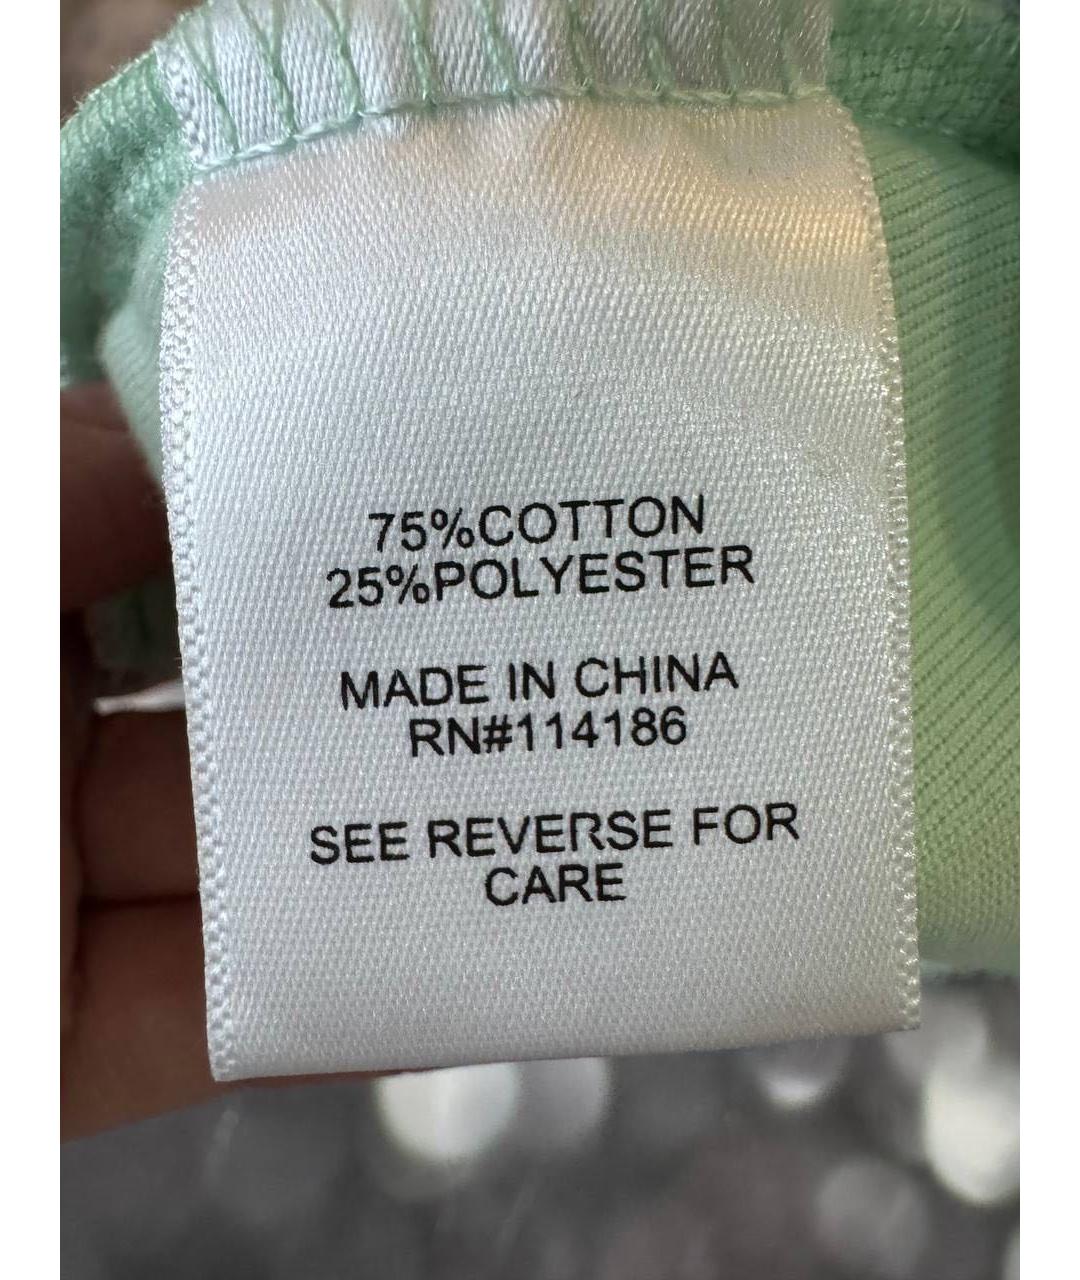 75%COTTON
25%POLYESTER
MADE IN CHINA
RN#114186
SEE REVERSE FOR
CARE